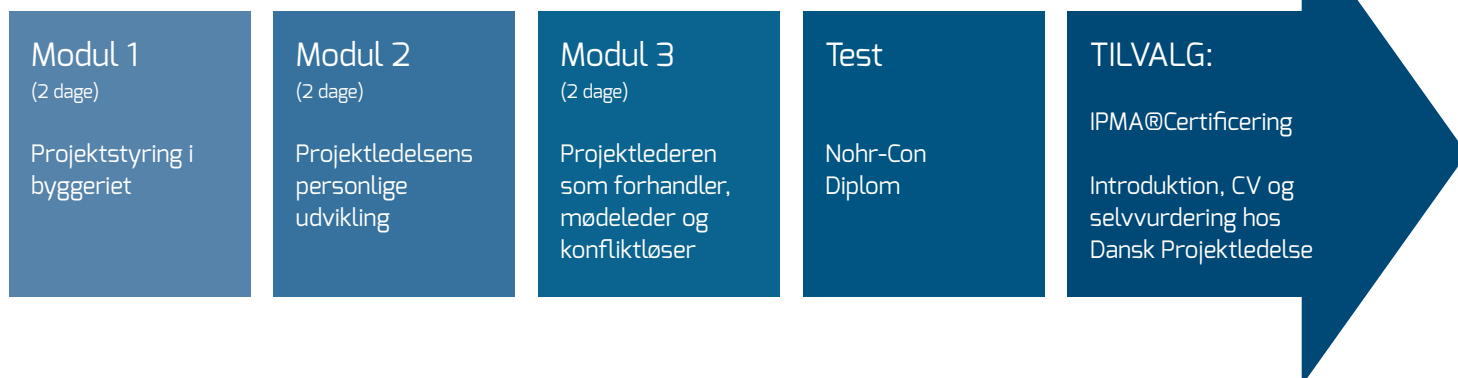 Modul 1
(2 dage)
Projektstyring i
byggeriet
Modul 2
(2 dage)
Projektledelsens
personlige
udvikling
Modul 3
(2 dage)
Projektlederen
som forhandler,
mødeleder og
konfliktløser
Test
Nohr-Con
Diplom
TILVALG:
IPMA®Certificering
Introduktion, CV og
selvvurdering hos
Dansk Projektledelse